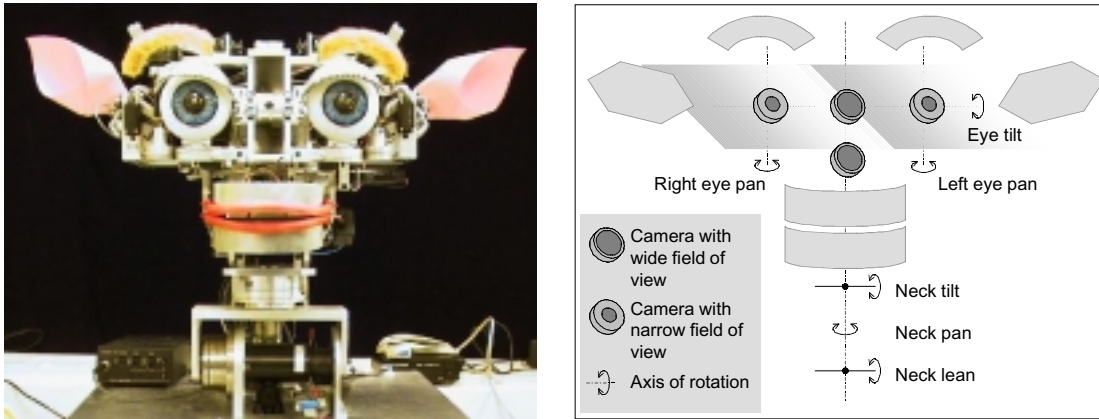 Eye tilt
Right eye pan
Left eye pan
Camera with
wide field of
view
Camera with
narrow field of
view
Axis of rotation
Neck tilt
Neck pan
Neck lean